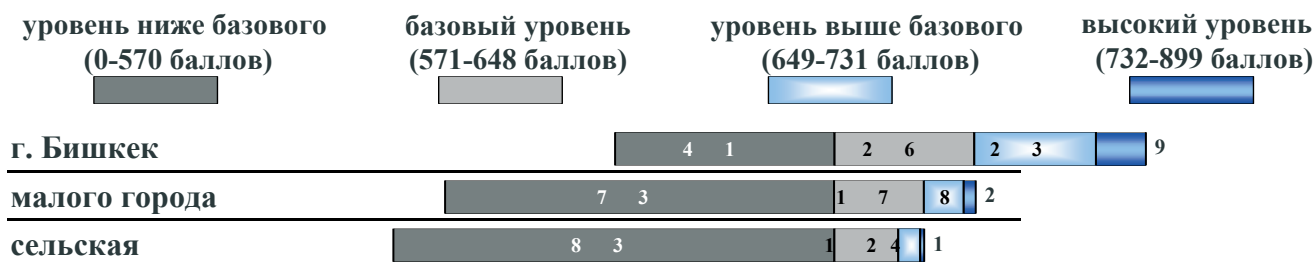 уровень ниже базового
(0-570 баллов)
базовый уровень
(571-648 баллов)
уровень выше базового
(649-731 баллов)
высокий уровень
(732-899 баллов)
г. Бишкек 4 1 2 6 2 3 9
малого города 7 3 1 7 8 2
сельская 8 3 1 2 4 1